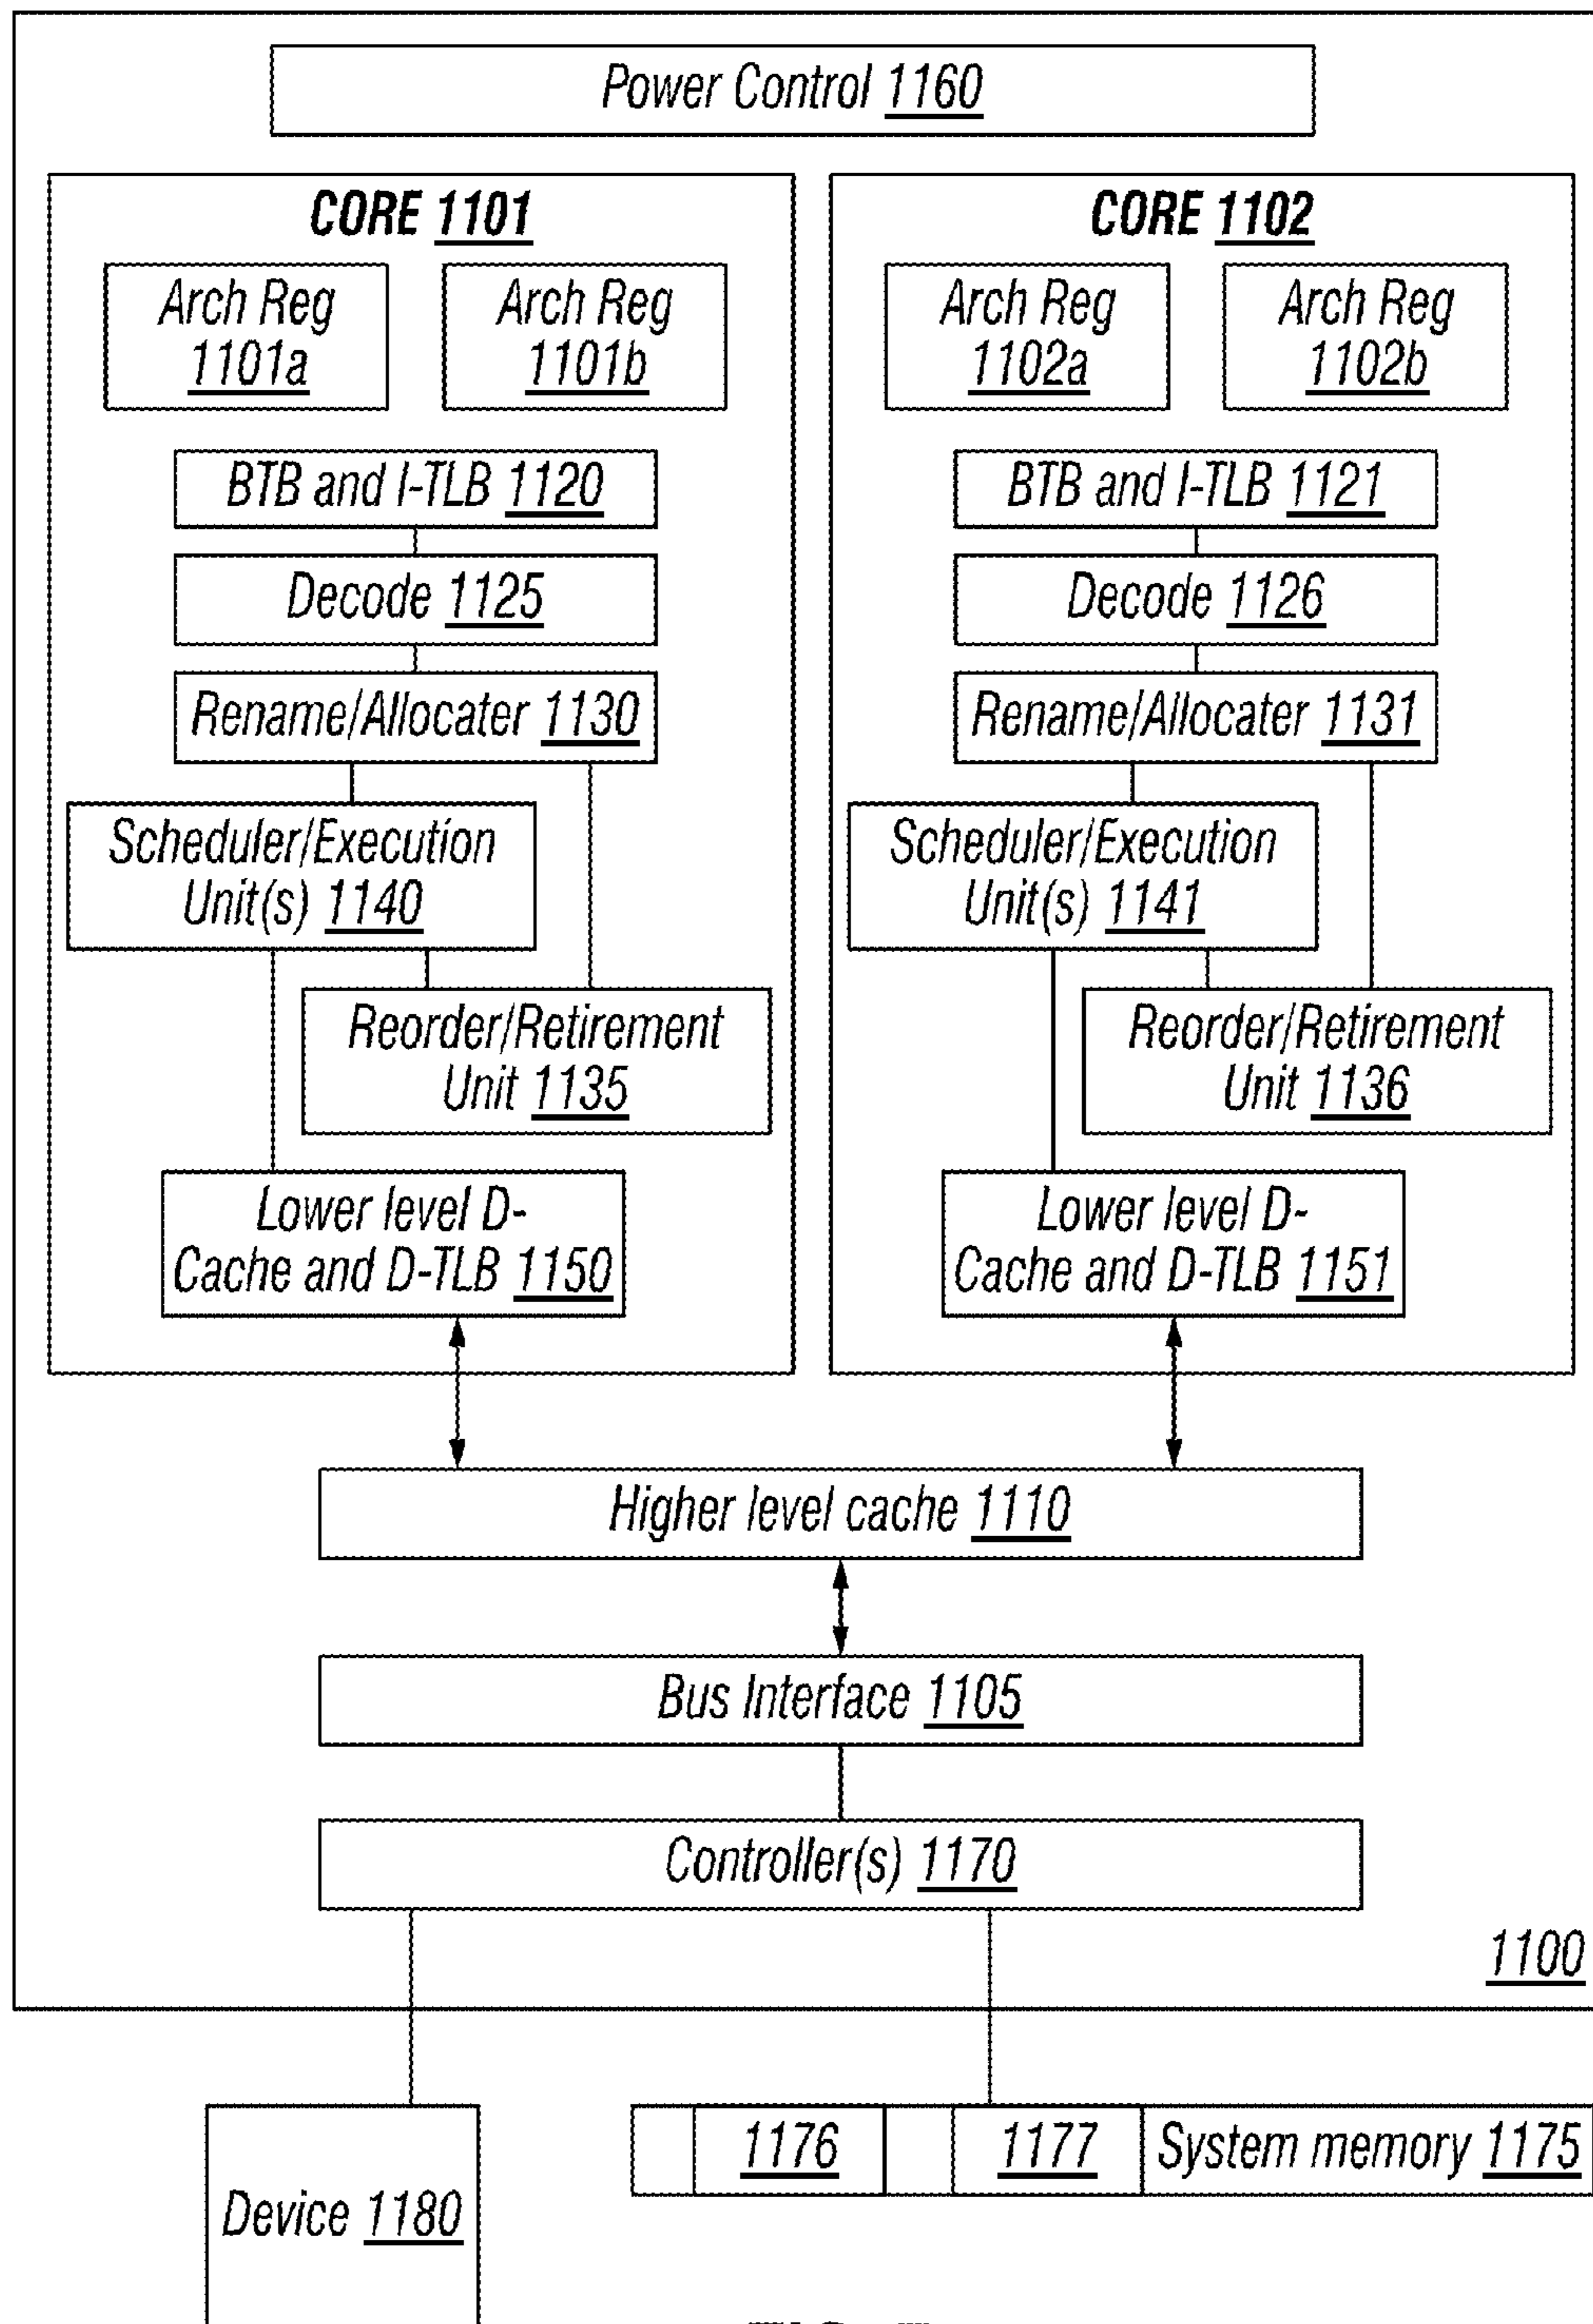 Power Control 1160
CORE 1101
Arch Reg
1101a
Arch Reg
1101b
BTB and I-TLB 1120
Decode 1125
Rename/Allocater 1130
Scheduler/Execution
Unit(s) 1140
Reorder/Retirement
Unit 1135
Lower level D-
Cache and D-TLB 1150
CORE 1102
Arch Reg
1102a
Arch Reg
1102b
BTB and I-TLB 1121
Decode 1126
Rename/Allocater 1131
Scheduler/Execution
Unit(s) 1141
Reorder/Retirement
Unit 1136
Lower level D-
Cache and D-TLB 1151
Higher level cache 1110
Bus Interface 1105
Controller(s) 1170
1100
Device 1180
1176
1177
System memory 1175